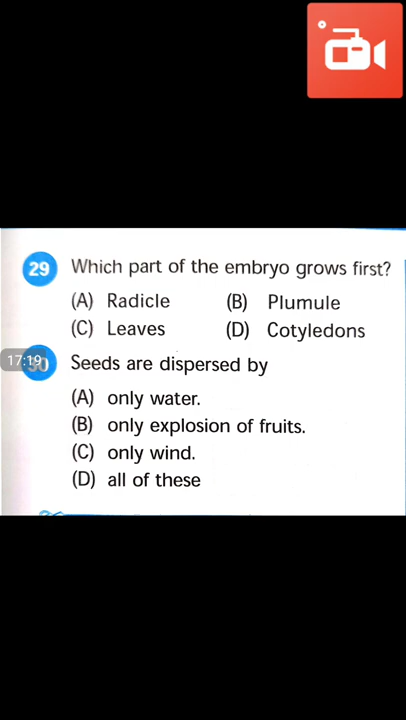 29 Which part of the embryo grows first?
(A) Radicle (B) Plumule
(C) Leaves (D) Cotyledons
17:19
30 Seeds are dispersed by
(A) only water.
(B) only explosion of fruits.
(C) only wind.
(D) all of these